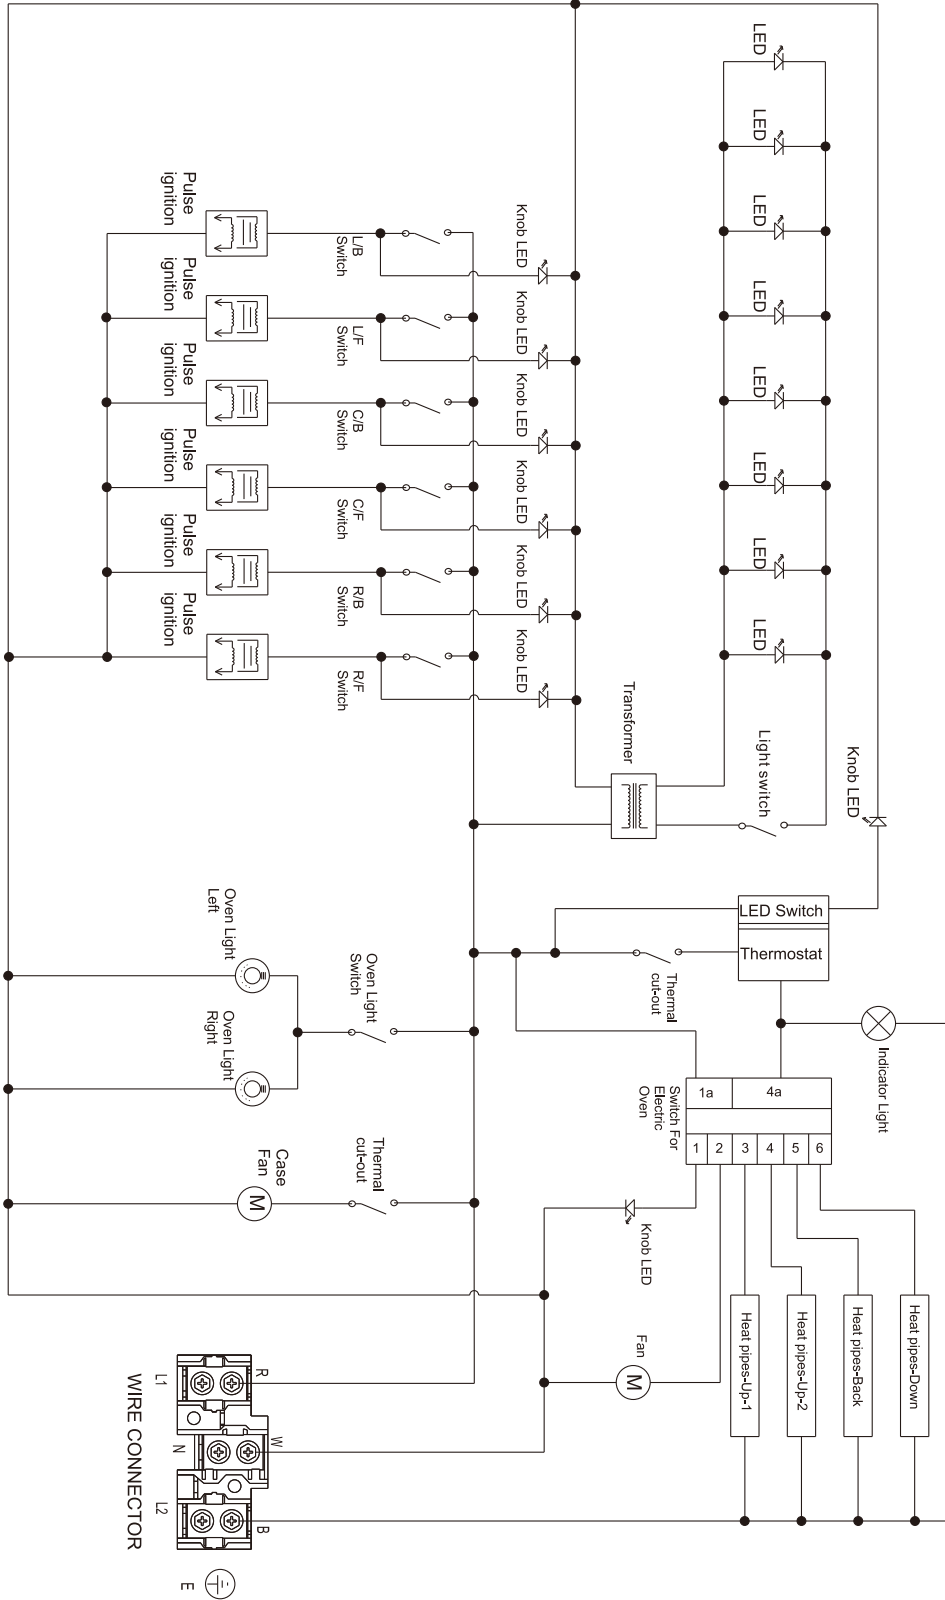 LED
LED
LED
LED
LED
LED
LED
LED
Light switch
Transformer
Knob LED
Knob LED
Knob LED
Knob LED
Knob LED
Knob LED
Knob LED
L/B
Switch
L/F
Switch
C/B
Switch
C/F
Switch
R/B
Switch
R/F
Switch
Pulse
ignition
Pulse
ignition
Pulse
ignition
Pulse
ignition
Pulse
ignition
Pulse
ignition
LED Switch
Thermostat
Thermal
cut-out
Indicator Light
1a
4a
1
2
3
4
5
6
Switch For
Electric
Oven
Oven Light
Left
Oven Light
Right
Oven Light
Switch
Thermal
cut-out
Case
Fan
M
Knob LED
Fan
M
Heat pipes-Up-1
Heat pipes-Up-2
Heat pipes-Back
Heat pipes-Down
R
W
B
L1
N
L2
WIRE CONNECTOR
E